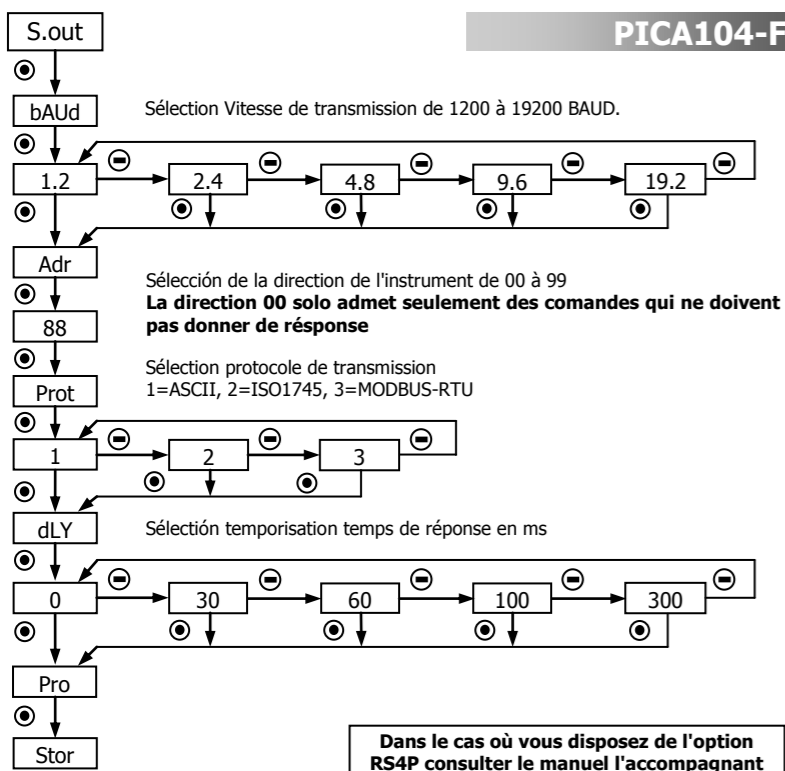 S.out
PICA104-F
bAUd
Sélection Vitesse de transmission de 1200 à 19200 BAUD.
1.2 2.4 4.8 9.6 19.2
Adr
Sélección de la direction de l'instrument de 00 à 99
La direction 00 solo admet seulement des comandes qui ne doivent
pas donner de résponse
88
Sélection protocole de transmission
1=ASCII, 2=ISO1745, 3=MODBUS-RTU
Prot
1 2 3
dLY
Sélectión temporisation temps de réponse en ms
0 30 60 100 300
Pro
Stor
Dans le cas où vous disposez de l'option
RS4P consulter le manuel l'accompagnant